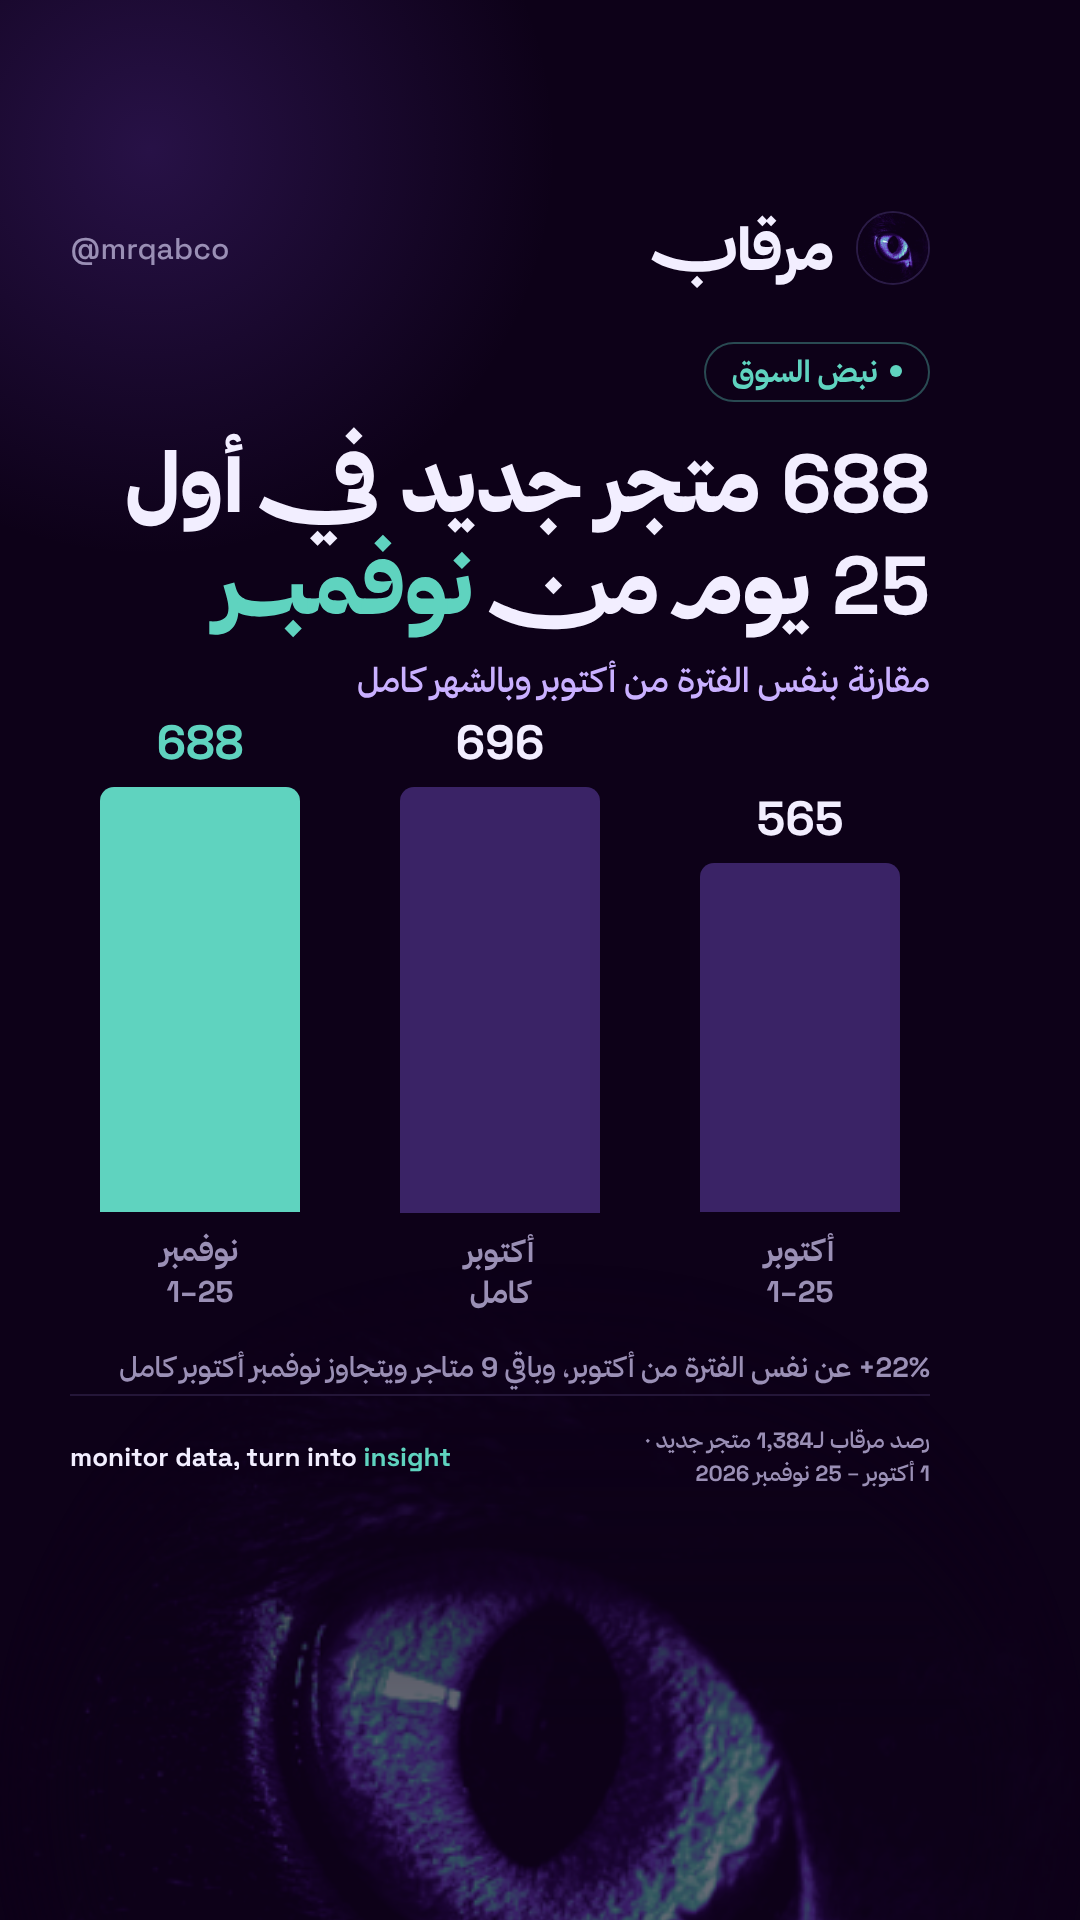 مرقاب
@mrqabco
نبض السوق
688 متجر جديد في أول
25 يوم من نوفمبر
مقارنة بنفس الفترة من أكتوبر وبالشهر كامل
565
696
688
أكتوبر
1–25
أكتوبر
كامل
نوفمبر
1–25
+22% عن نفس الفترة من أكتوبر، وباقي 9 متاجر ويتجاوز نوفمبر أكتوبر كامل
رصد مرقاب لـ1,384 متجر جديد ·
1 أكتوبر – 25 نوفمبر 2026
monitor data, turn into insight